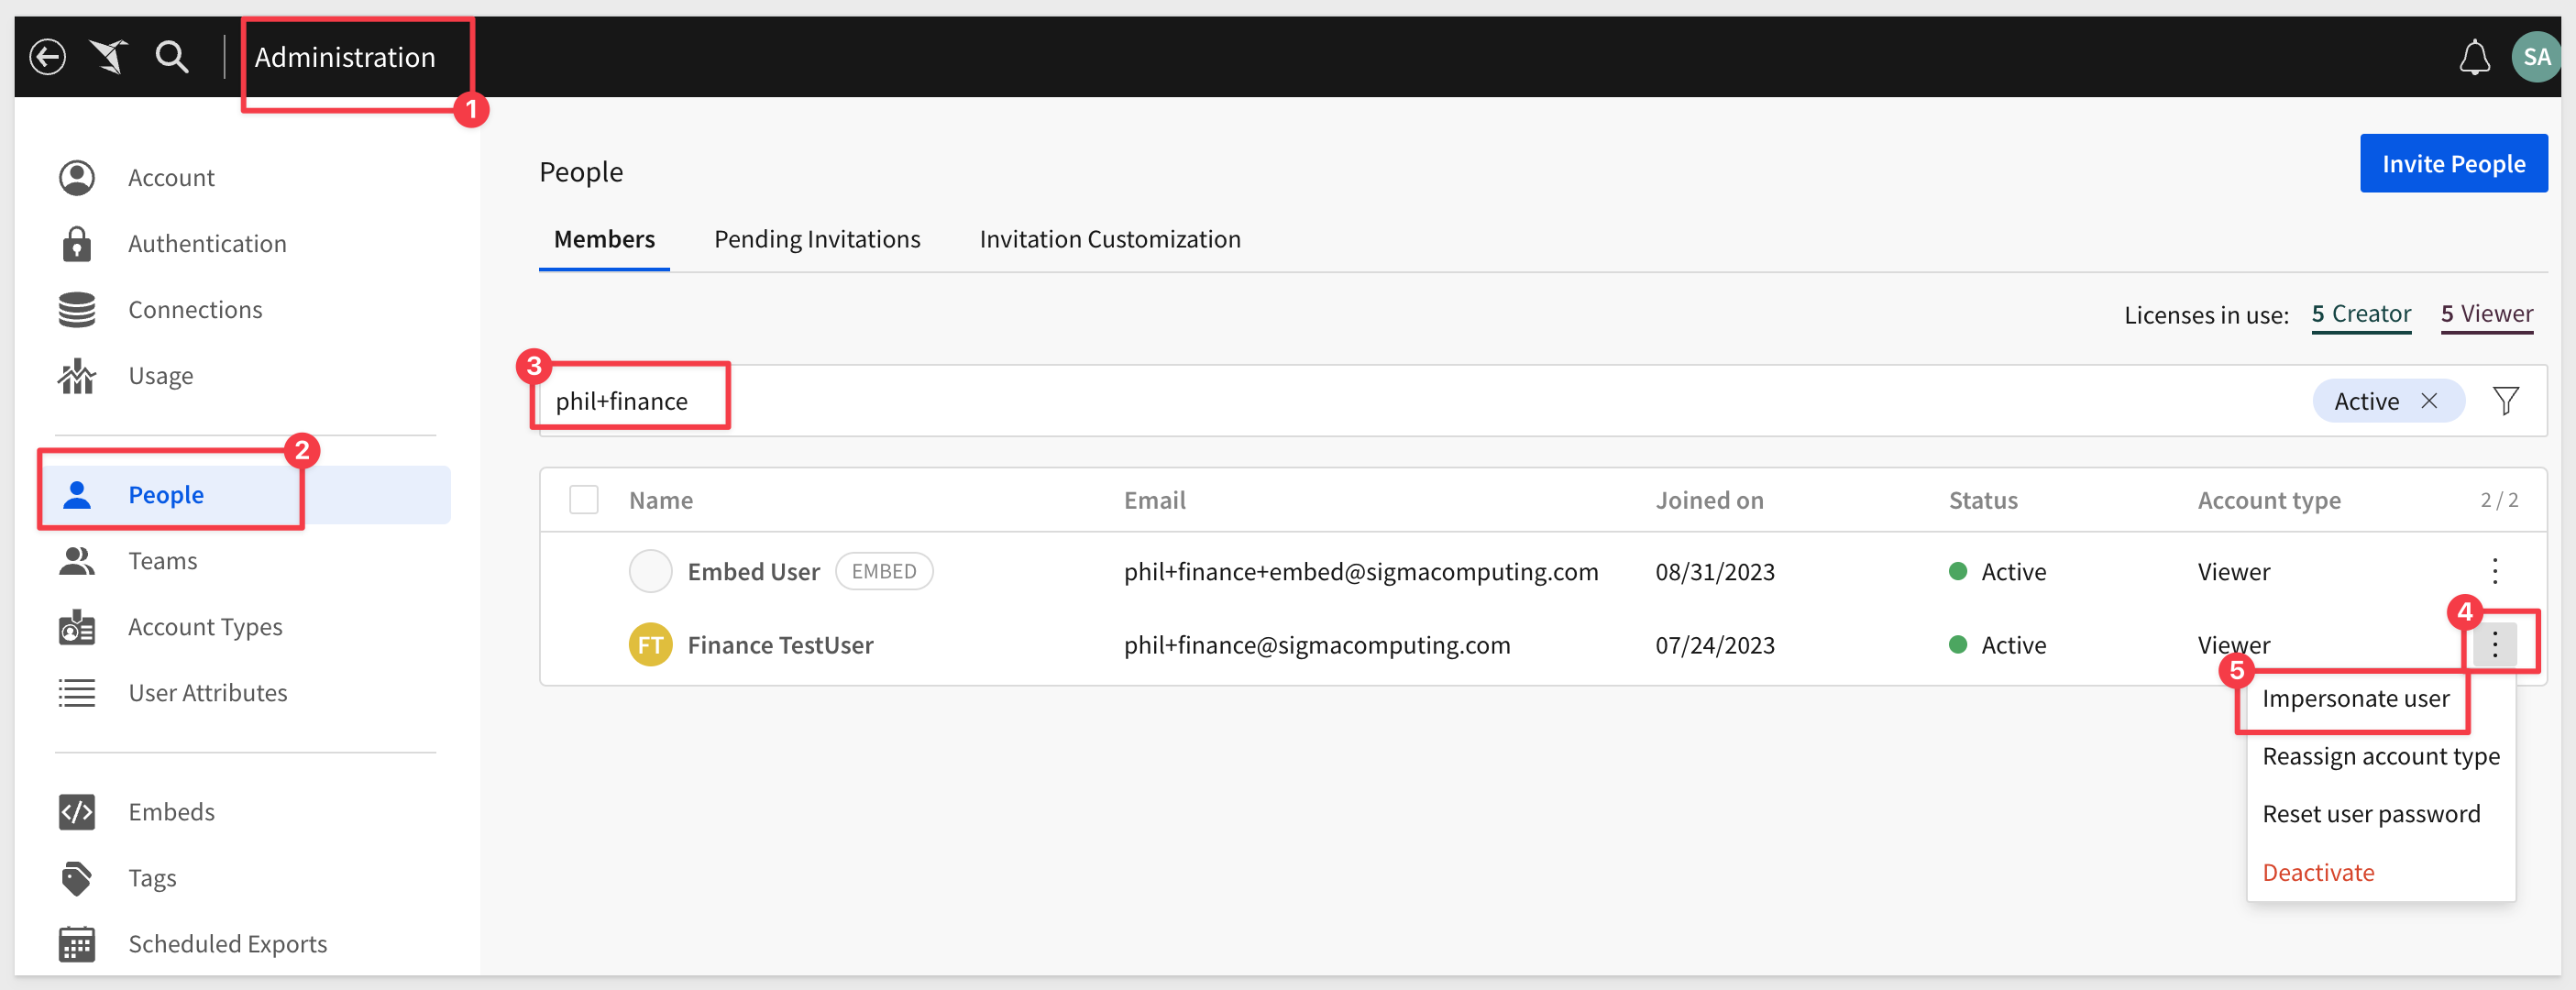 Administration
SA
1
Account
Authentication
Connections
Usage
2
People
Teams
Account Types
User Attributes
Embeds
Tags
Scheduled Exports
People
Invite People
Members Pending Invitations Invitation Customization
Licenses in use: 5 Creator 5 Viewer
3
phil+finance Active
Name Email Joined on Status Account type 2 / 2
Embed User EMBED phil+finance+embed@sigmacomputing.com 08/31/2023 Active Viewer
4
FT Finance TestUser phil+finance@sigmacomputing.com 07/24/2023 Active Viewer
5
Impersonate user
Reassign account type
Reset user password
Deactivate